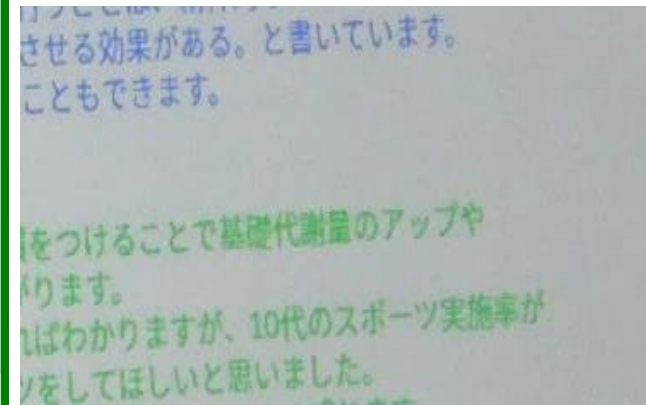 させる効果がある。と書いています。
こともできます。
をつけることで基礎代謝量のアップや
ります。
ればわかりますが、10代のスポーツ実施率が
をしてほしいと思いました。